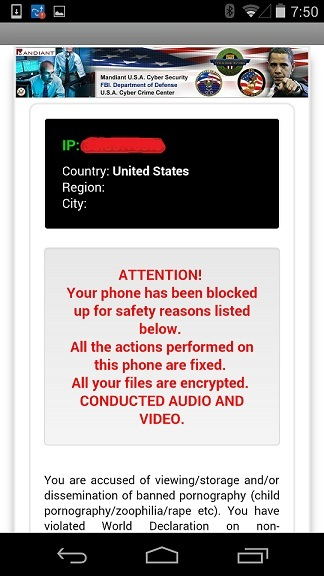 7:50
MANDIANT
Mandiant U.S.A. Cyber Security
FBI. Department of Defense
U.S.A. Cyber Crime Center
IP:
Country: United States
Region:
City:
ATTENTION!
Your phone has been blocked
up for safety reasons listed
below.
All the actions performed on
this phone are fixed.
All your files are encrypted.
CONDUCTED AUDIO AND
VIDEO.
You are accused of viewing/storage and/or
dissemination of banned pornography (child
pornography/zoophilia/rape etc). You have
violated World Declaration on non-